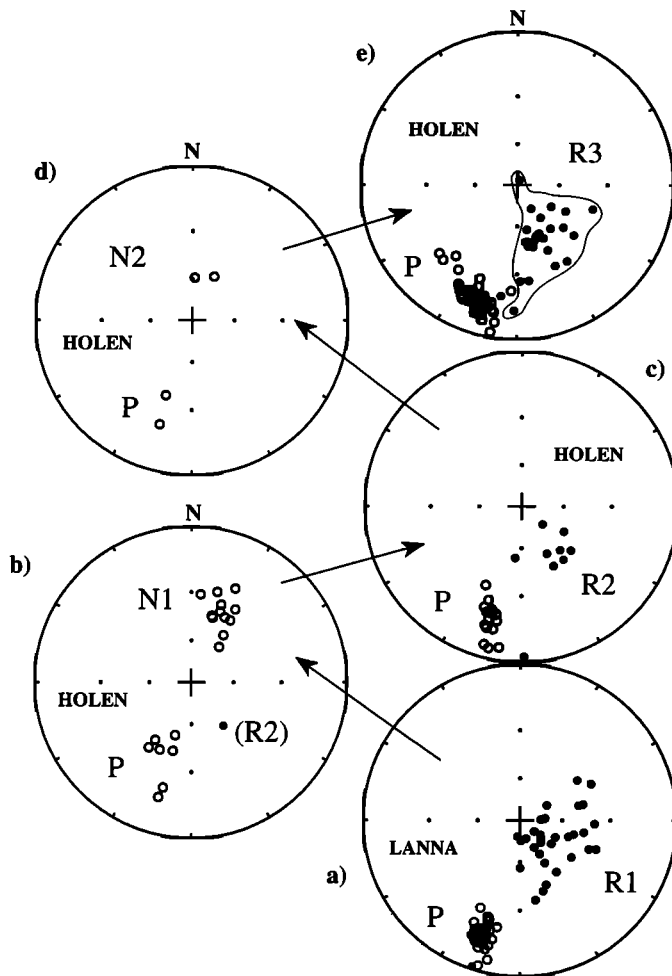 N
e)
HOLEN
R3
P
N
d)
N2
HOLEN
P
c)
HOLEN
R2
P
N
b)
N1
HOLEN
(R2)
P
LANNA
a)
R1
P